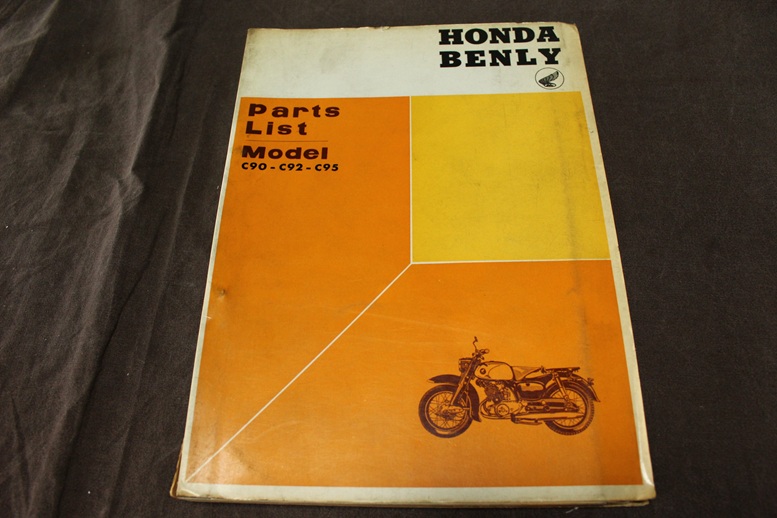 HONDA
BENLY
Parts
List
Model
C90 - C92 - C95